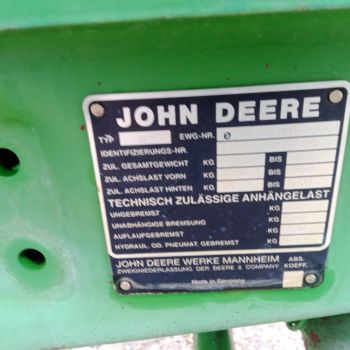 JOHN DEERE
TYP EWG-NR. e
IDENTIFIZIERUNGS-NR.
ZUL. GESAMTGEWICHT KG BIS
ZUL. ACHSLAST VORN KG BIS
ZUL. ACHSLAST HINTEN KG BIS
TECHNISCH ZULÄSSIGE ANHÄNGELAST
UNGEBREMST KG
UNABHÄNGIGE BREMSUNG KG
AUFLAUFGEBREMST KG
HYDRAUL. OD. PNEUMAT. GEBREMST KG
JOHN DEERE WERKE MANNHEIM ABS.
ZWEIGNIEDERLASSUNG DER DEERE & COMPANY KOEFF.
Made in Germany